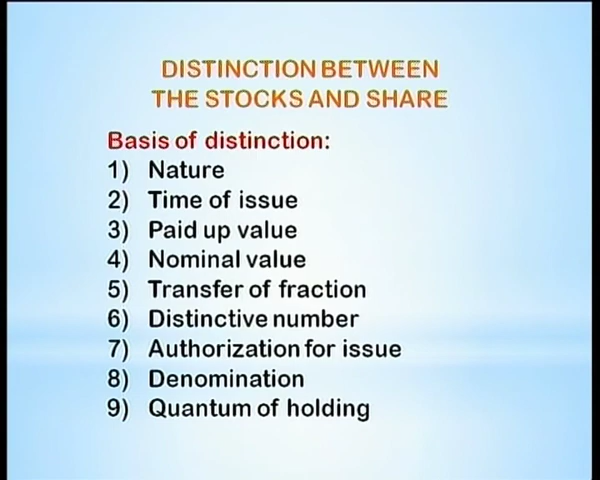 DISTINCTION BETWEEN
THE STOCKS AND SHARE
Basis of distinction:
1) Nature
2) Time of issue
3) Paid up value
4) Nominal value
5) Transfer of fraction
6) Distinctive number
7) Authorization for issue
8) Denomination
9) Quantum of holding